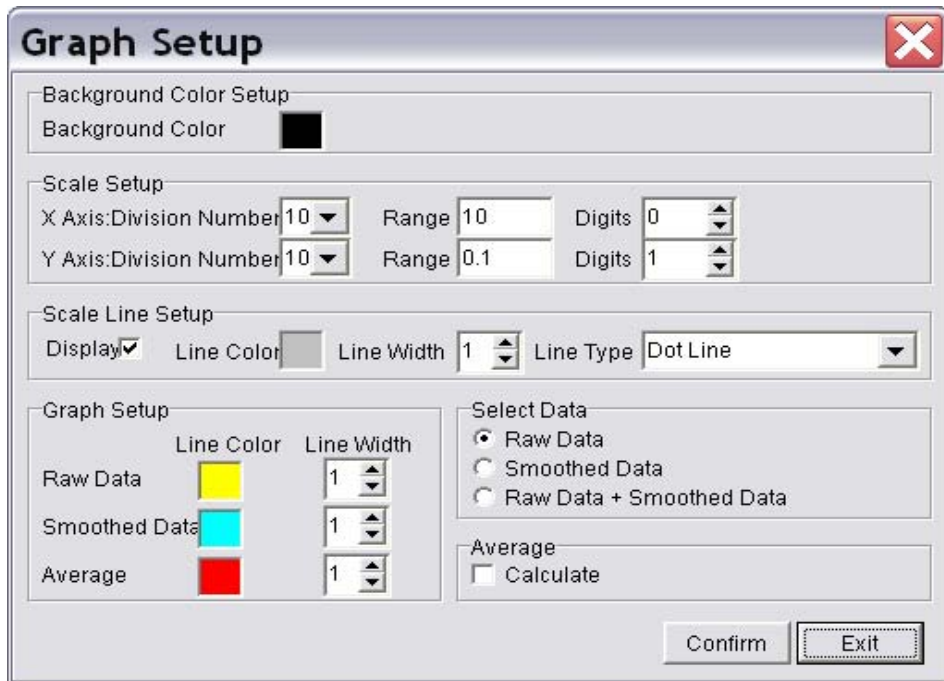 Graph Setup
Background Color Setup
Background Color
Scale Setup
X Axis:Division Number 10 Range 10 Digits 0
Y Axis:Division Number 10 Range 0.1 Digits 1
Scale Line Setup
Display Line Color Line Width 1 Line Type Dot Line
Graph Setup
Line Color Line Width
Raw Data 1
Smoothed Data 1
Average 1
Select Data
Raw Data
Smoothed Data
Raw Data + Smoothed Data
Average
Calculate
Confirm Exit